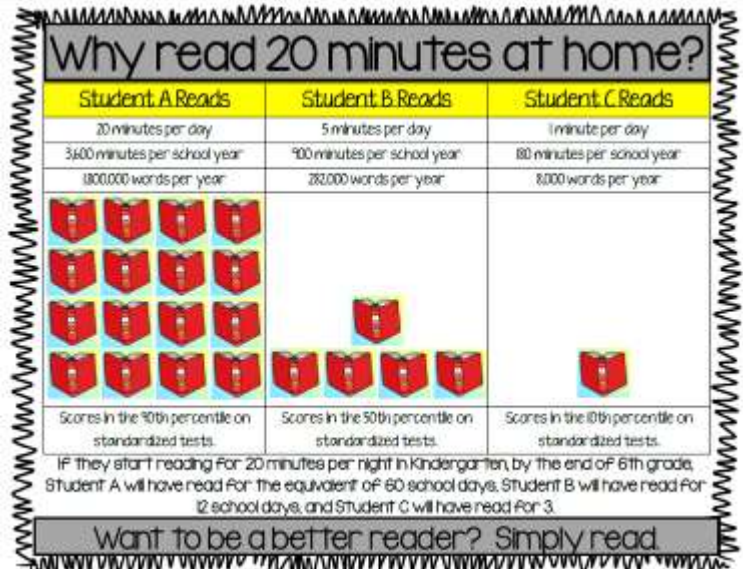 Why read 20 minutes at home?
Student A Reads
Student B Reads
Student C Reads
20 minutes per day
5 minutes per day
1 minute per day
3,600 minutes per school year
900 minutes per school year
180 minutes per school year
1,800,000 words per year
282,000 words per year
8,000 words per year
Scores in the 90th percentile on
standardized tests.
Scores in the 50th percentile on
standardized tests.
Scores in the 10th percentile on
standardized tests.
If they start reading for 20 minutes per night in Kindergarten, by the end of 6th grade,
Student A will have read for the equivalent of 60 school days, Student B will have read for
12 school days, and Student C will have read for 3.
Want to be a better reader? Simply read.